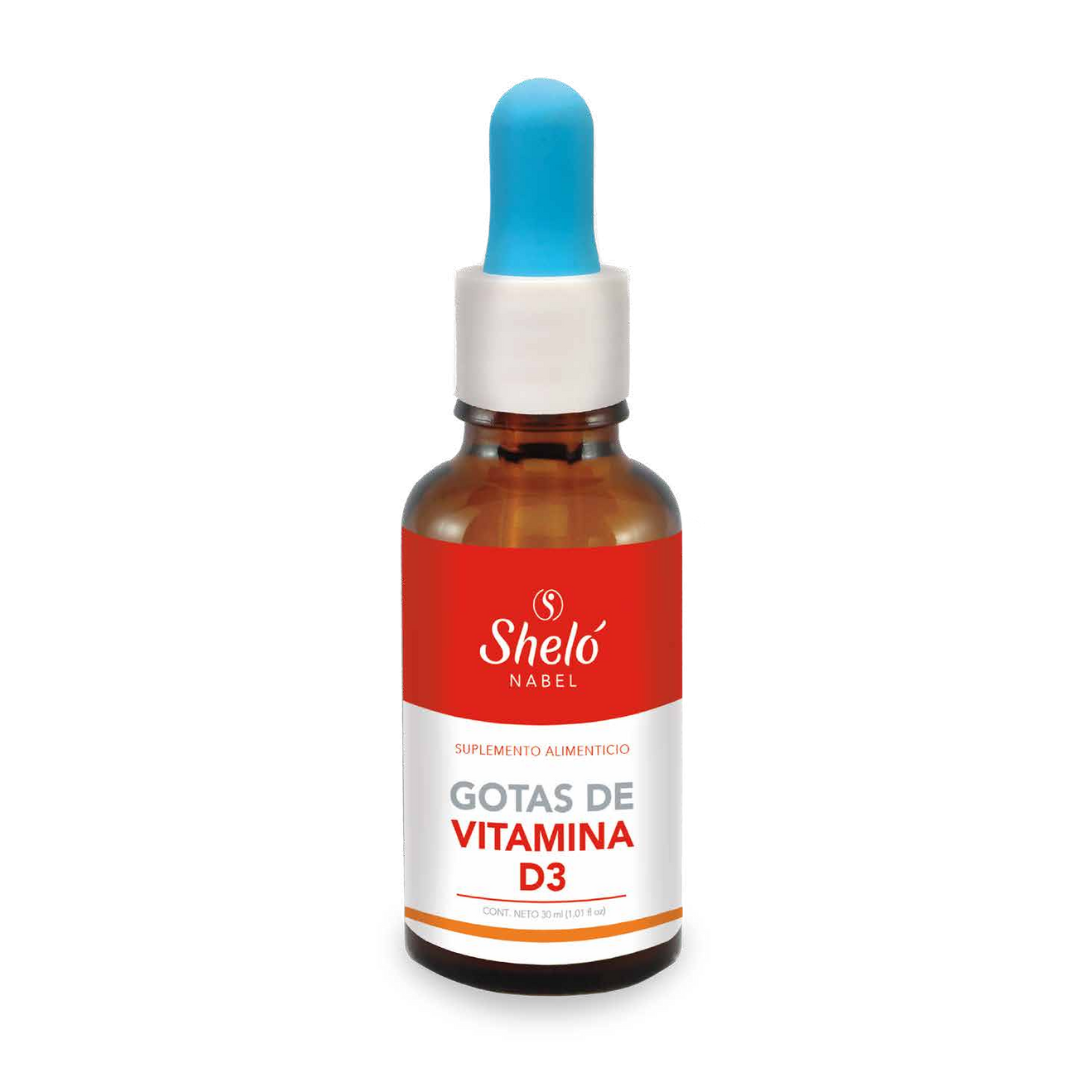 Sheló
NABEL
SUPLEMENTO ALIMENTICIO
GOTAS DE
VITAMINA
D3
CONT. NETO 30 ml (1.01 fl oz)